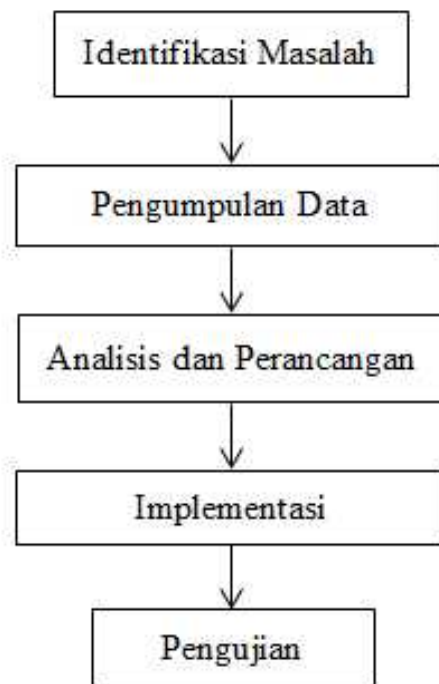 Identifikasi Masalah
Pengumpulan Data
Analisis dan Perancangan
Implementasi
Pengujian